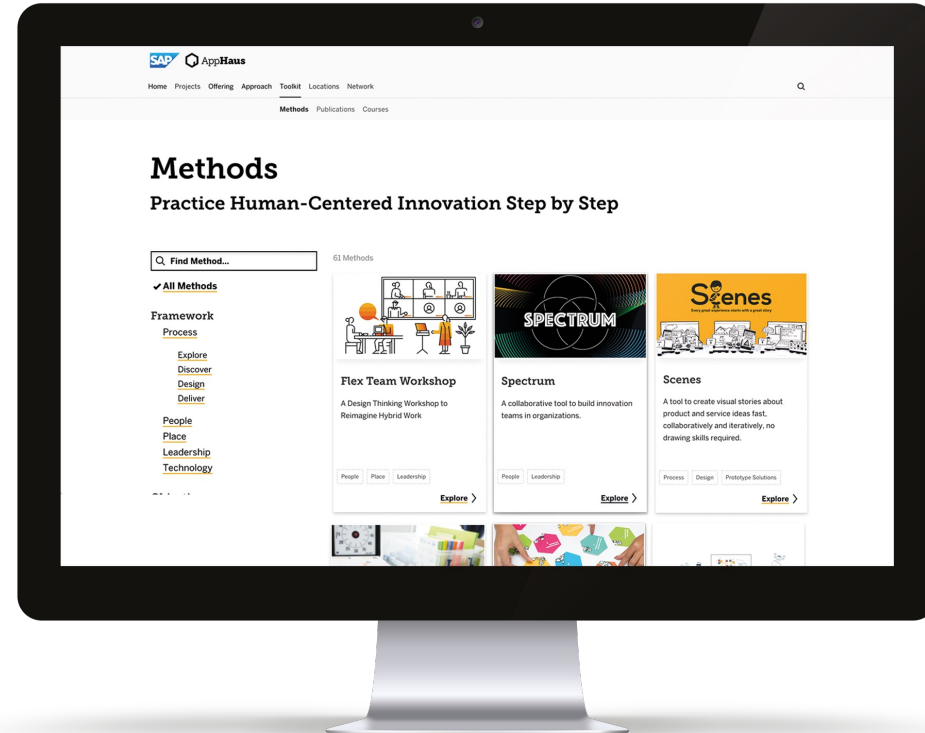 SAP AppHaus
Home Projects Offering Approach Toolkit Locations Network
Methods Publications Courses
Methods
Practice Human-Centered Innovation Step by Step
Find Method...
All Methods
Framework
Process
Explore
Discover
Design
Deliver
People
Place
Leadership
Technology
61 Methods
Flex Team Workshop
A Design Thinking Workshop to
Reimagine Hybrid Work
People Place Leadership
Explore
SPECTRUM
Spectrum
A collaborative tool to build innovation
teams in organizations.
People Leadership
Explore
Scenes
Every great experience starts with a great story
Scenes
A tool to create visual stories about
product and service ideas fast,
collaboratively and iteratively, no
drawing skills required.
Process Design Prototype Solutions
Explore